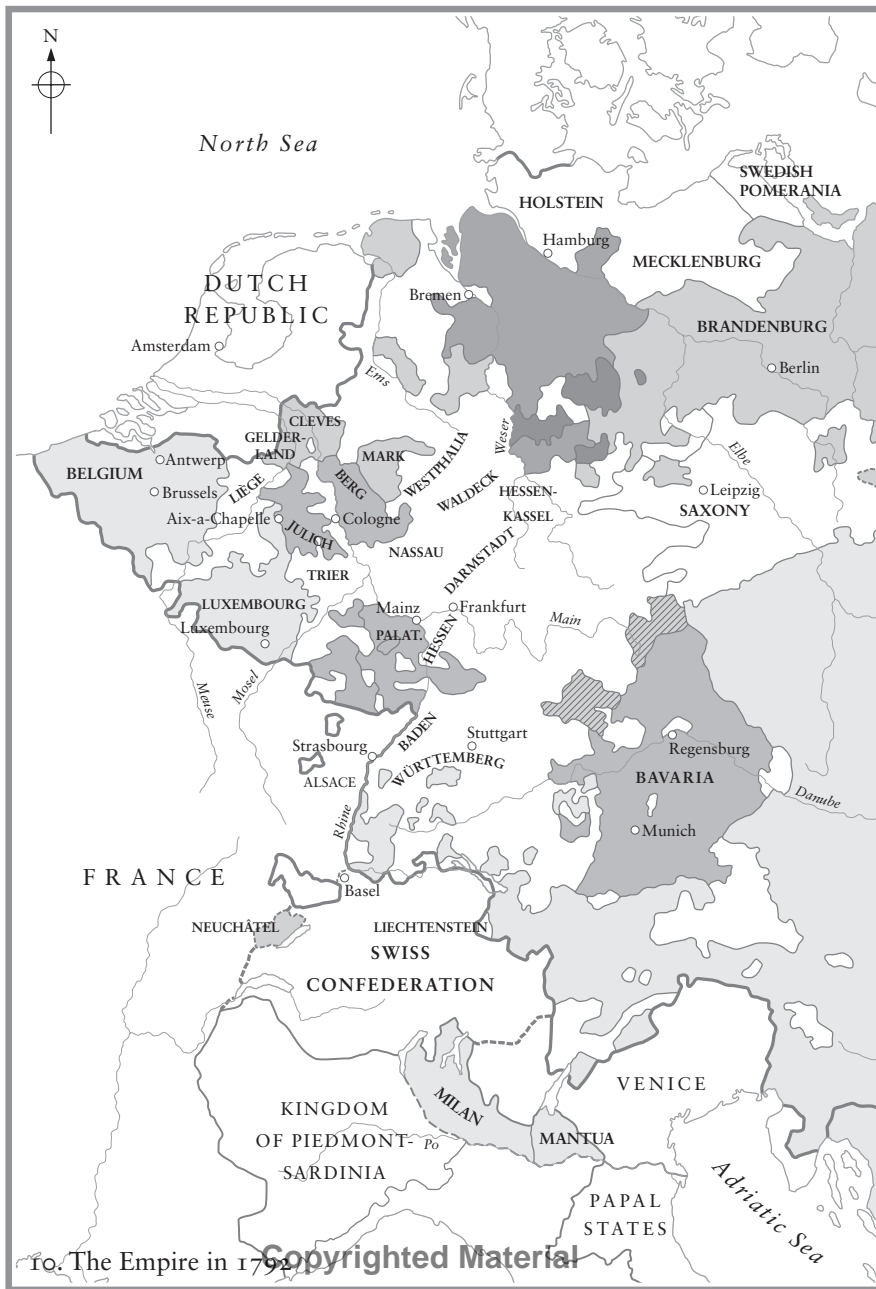 N
North Sea
SWEDISH
POMERANIA
HOLSTEIN
Hamburg
MECKLENBURG
DUTCH
REPUBLIC
Bremen
BRANDENBURG
Amsterdam
Berlin
Ems
CLEVES
GELDER-
LAND
MARK
WESTPHALIA
Weser
Elbe
BELGIUM
Antwerp
Brussels
LIÈGE
BERG
WALDECK
HESSEN-
KASSEL
Leipzig
SAXONY
Aix-a-Chapelle
JULICH
Cologne
NASSAU
DARMSTADT
TRIER
LUXEMBOURG
Luxembourg
Mainz
Frankfurt
PALAT.
HESSEN
Main
Meuse
Mosel
Strasbourg
BADEN
Stuttgart
WÜRTTEMBERG
Regensburg
BAVARIA
ALSACE
Danube
Rhine
Munich
FRANCE
Basel
NEUCHÂTEL
LIECHTENSTEIN
SWISS
CONFEDERATION
VENICE
MILAN
KINGDOM
OF PIEDMONT-
SARDINIA
Po
MANTUA
PAPAL
STATES
Adriatic Sea
10. The Empire in 1792
Copyrighted Material